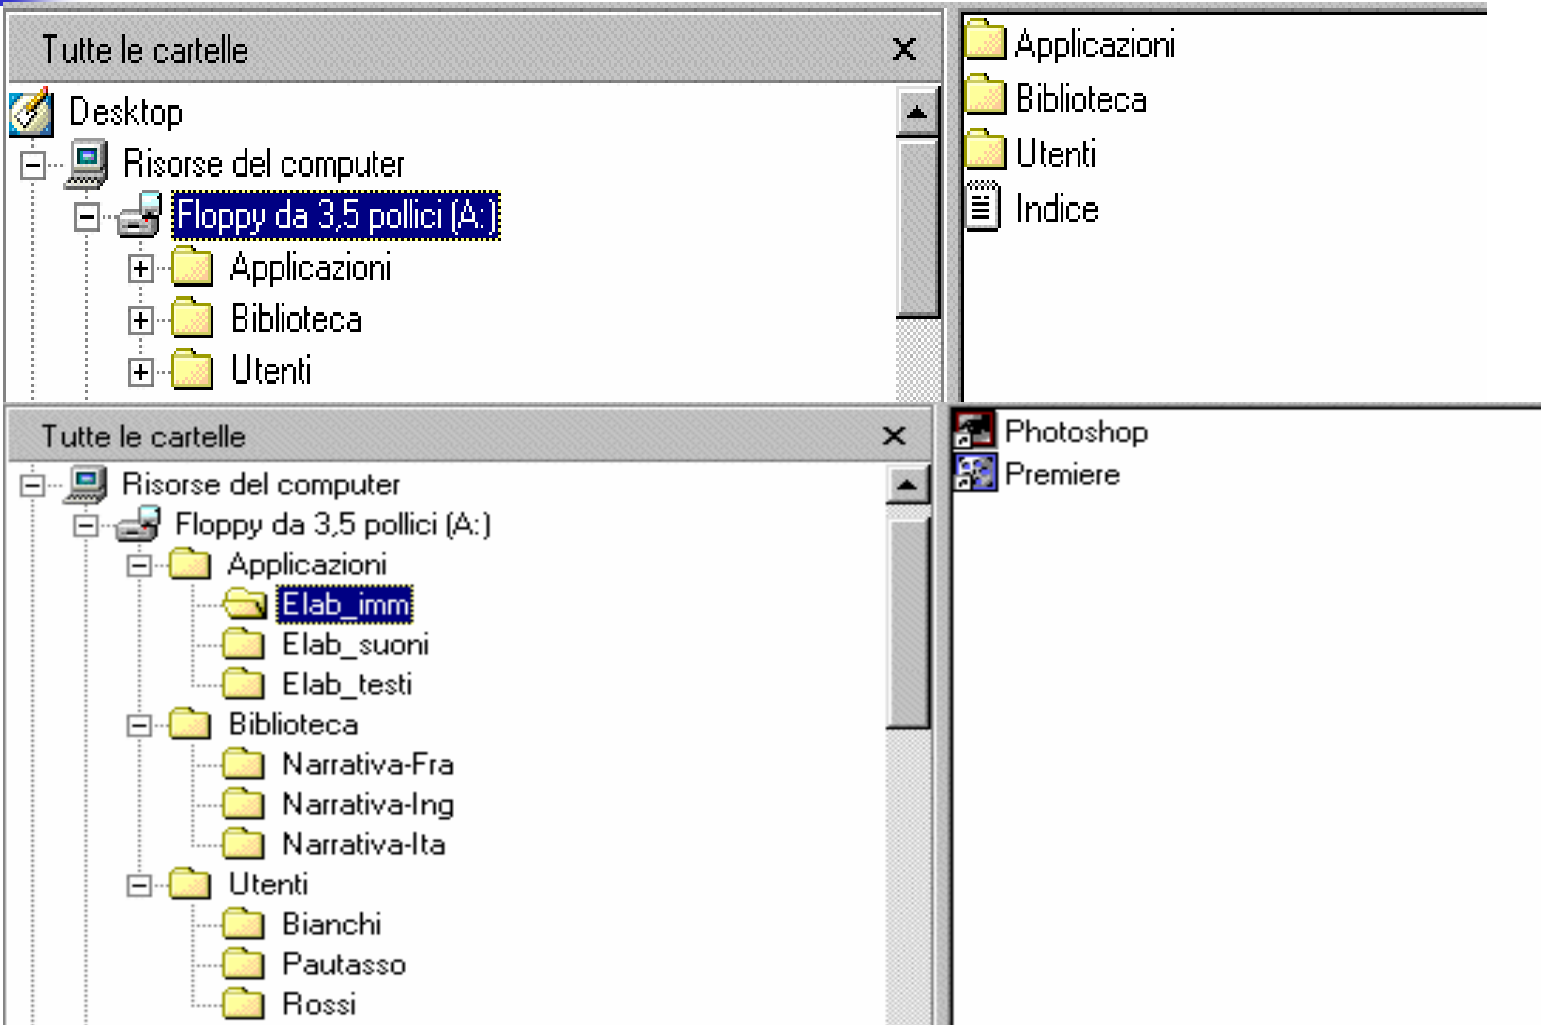 Tutte le cartelle
Desktop
Risorse del computer
Floppy da 3,5 pollici (A:)
Applicazioni
Biblioteca
Utenti
Applicazioni
Biblioteca
Utenti
Indice
Tutte le cartelle
Risorse del computer
Floppy da 3,5 pollici (A:)
Applicazioni
Elab_imm
Elab_suoni
Elab_testi
Biblioteca
Narrativa-Fra
Narrativa-Ing
Narrativa-Ita
Utenti
Bianchi
Pautasso
Rossi
Photoshop
Premiere